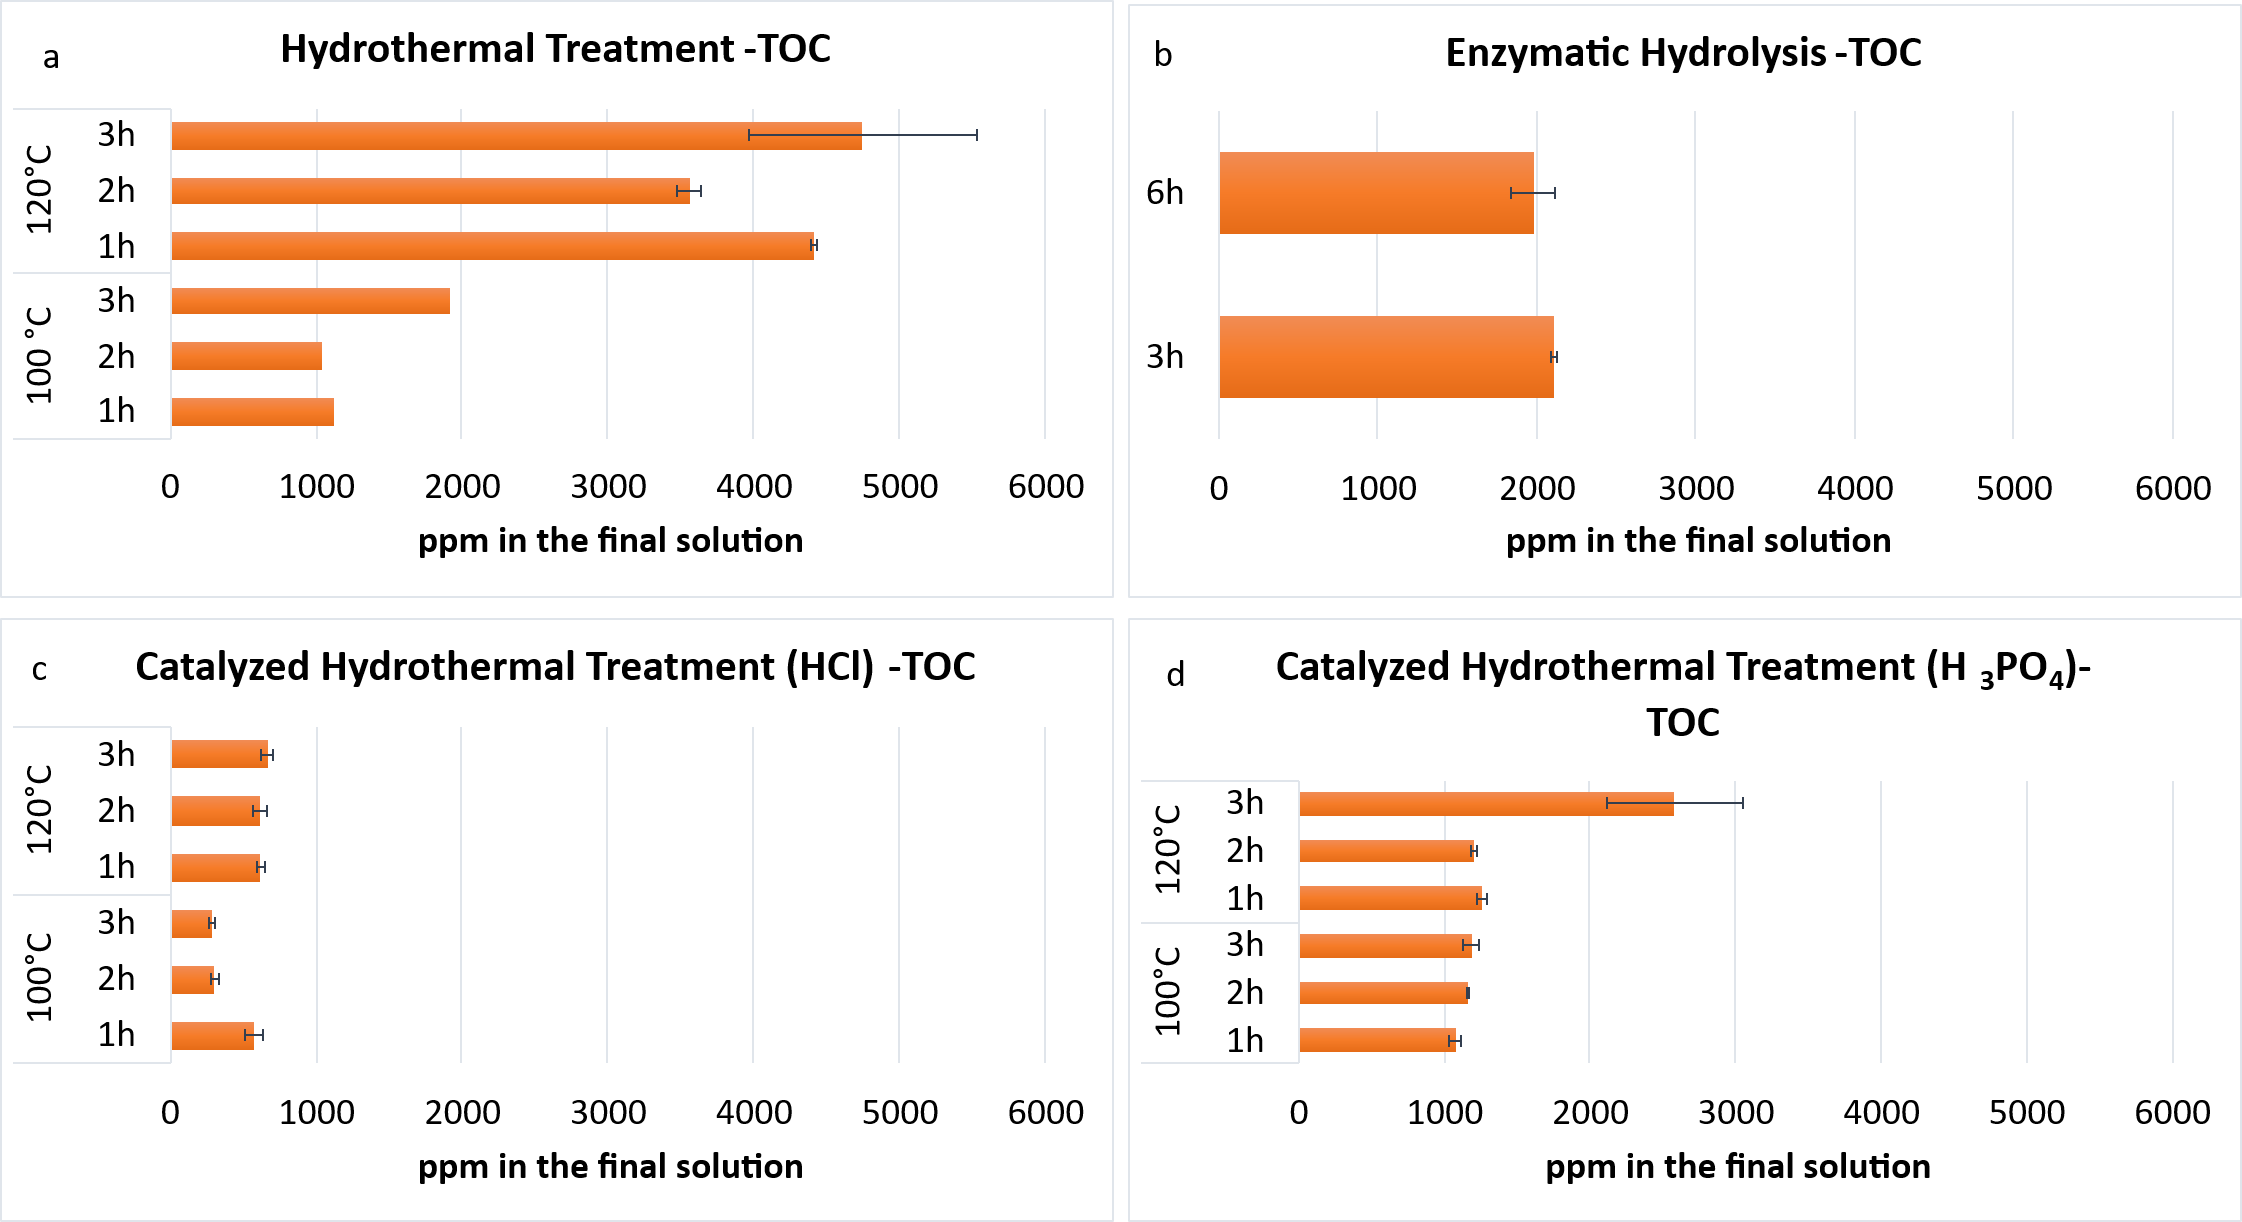 a
Hydrothermal Treatment -TOC
120°C
3h
2h
1h
100 °C
3h
2h
1h
0 1000 2000 3000 4000 5000 6000
ppm in the final solution
b
Enzymatic Hydrolysis -TOC
6h
3h
0 1000 2000 3000 4000 5000 6000
ppm in the final solution
c
Catalyzed Hydrothermal Treatment (HCl) -TOC
120°C
3h
2h
1h
100°C
3h
2h
1h
0 1000 2000 3000 4000 5000 6000
ppm in the final solution
d
Catalyzed Hydrothermal Treatment (H ₃PO₄)-
TOC
120°C
3h
2h
1h
100°C
3h
2h
1h
0 1000 2000 3000 4000 5000 6000
ppm in the final solution